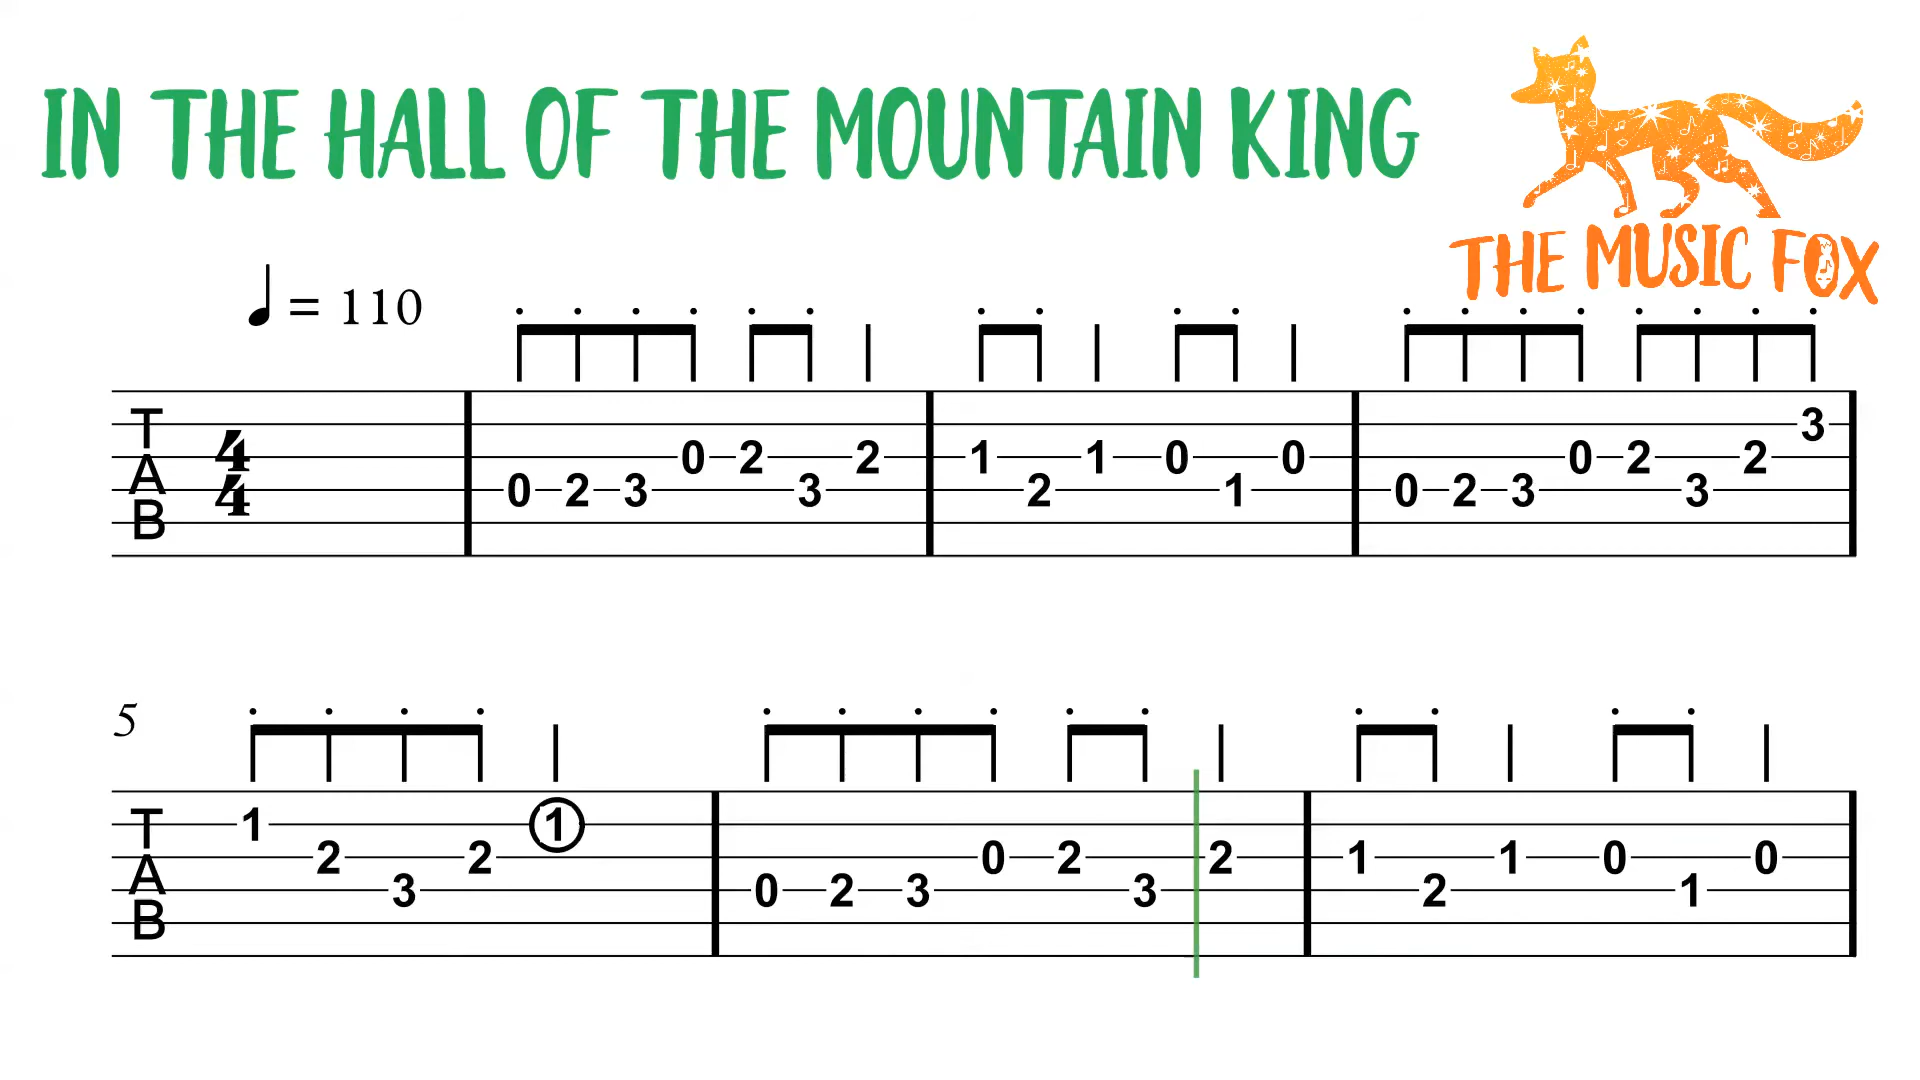 IN THE HALL OF THE MOUNTAIN KING
THE MUSIC FOX
♩ = 110
T A B 4/4 0 2 3 0 2 3 2 1 2 1 0 1 0 0 2 3 0 2 3 2 3
5
T A B 1 2 3 2 1 0 2 3 0 2 3 2 1 2 1 0 1 0